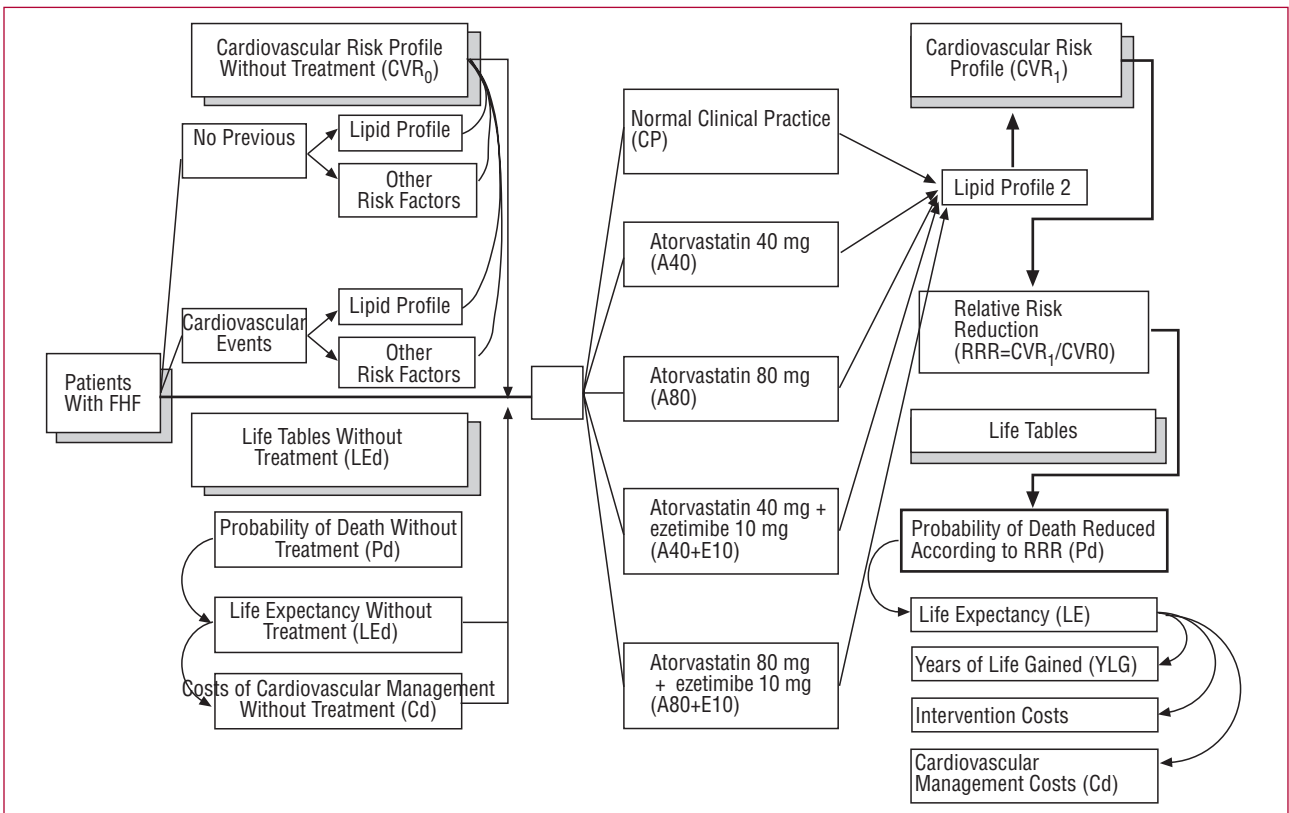 Cardiovascular Risk Profile
Without Treatment (CVR0)
No Previous
Lipid Profile
Other
Risk Factors
Cardiovascular
Events
Lipid Profile
Other
Risk Factors
Patients
With FHF
Life Tables Without
Treatment (LEd)
Probability of Death Without
Treatment (Pd)
Life Expectancy Without
Treatment (LEd)
Costs of Cardiovascular Management
Without Treatment (Cd)
Normal Clinical Practice
(CP)
Atorvastatin 40 mg
(A40)
Atorvastatin 80 mg
(A80)
Atorvastatin 40 mg +
ezetimibe 10 mg
(A40+E10)
Atorvastatin 80 mg
+ ezetimibe 10 mg
(A80+E10)
Cardiovascular Risk
Profile (CVR1)
Lipid Profile 2
Relative Risk
Reduction
(RRR=CVR1/CVR0)
Life Tables
Probability of Death Reduced
According to RRR (Pd)
Life Expectancy (LE)
Years of Life Gained (YLG)
Intervention Costs
Cardiovascular
Management Costs (Cd)